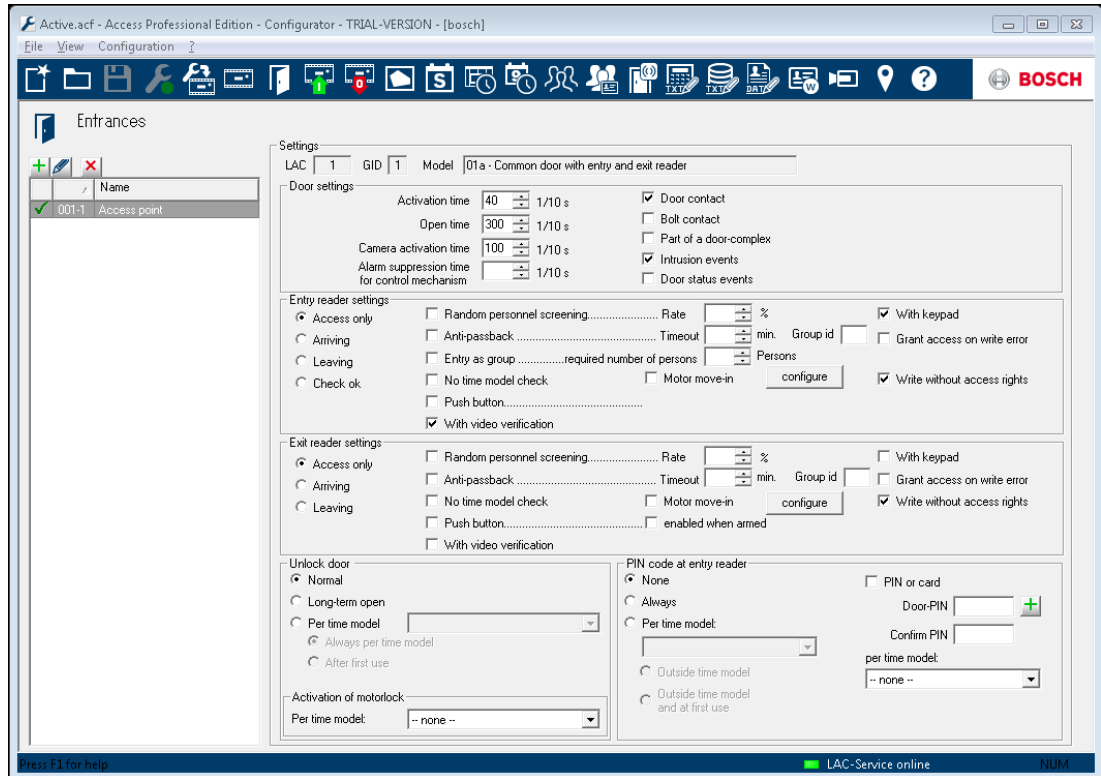 Active.acf - Access Professional Edition - Configurator - TRIAL-VERSION - [bosch]
File View Configuration ?
S TXT TXT DATA W ? BOSCH
Entrances
Name
001-1 Access point
Settings
LAC 1 GID 1 Model 01a - Common door with entry and exit reader
Door settings
Activation time 40 1/10 s Door contact
Open time 300 1/10 s Bolt contact
Camera activation time 100 1/10 s Part of a door-complex
Alarm suppression time for control mechanism 1/10 s Intrusion events
Door status events
Entry reader settings
Access only Random personnel screening....................... Rate % With keypad
Arriving Anti-passback ............................................. Timeout min. Group id Grant access on write error
Leaving Entry as group ...............required number of persons Persons
Check ok No time model check Motor move-in configure Write without access rights
Push button.............................................
With video verification
Exit reader settings
Access only Random personnel screening....................... Rate % With keypad
Arriving Anti-passback ............................................. Timeout min. Group id Grant access on write error
Leaving No time model check Motor move-in configure Write without access rights
Push button............................................. enabled when armed
With video verification
Unlock door
Normal
Long-term open
Per time model
Always per time model
After first use
Activation of motorlock
Per time model: -- none --
PIN code at entry reader
None PIN or card
Always Door-PIN
Per time model: Confirm PIN
per time model:
Outside time model -- none --
Outside time model
and at first use
Press F1 for help LAC-Service online NUM